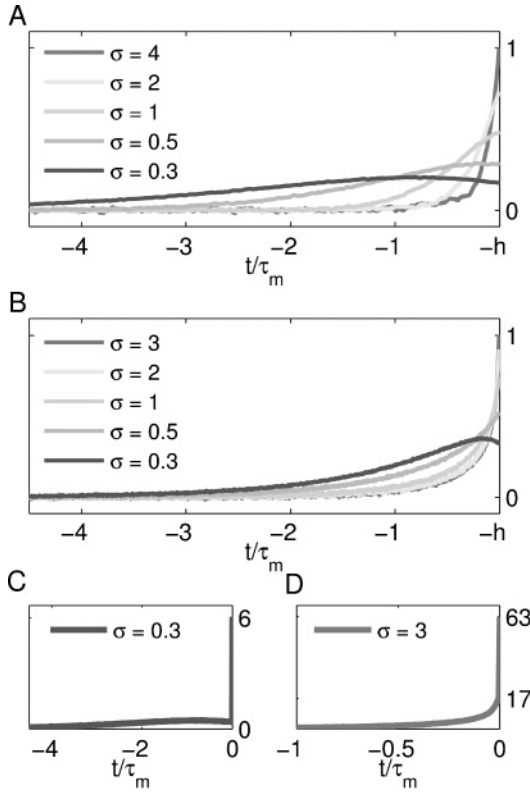 A
σ = 4
σ = 2
σ = 1
σ = 0.5
σ = 0.3
1
0
−4 −3 −2 −1 −h
t/τm
B
σ = 3
σ = 2
σ = 1
σ = 0.5
σ = 0.3
1
0
−4 −3 −2 −1 −h
t/τm
C
σ = 0.3
6
0
−4 −2 0
t/τm
D
σ = 3
63
17
−1 −0.5 0
t/τm